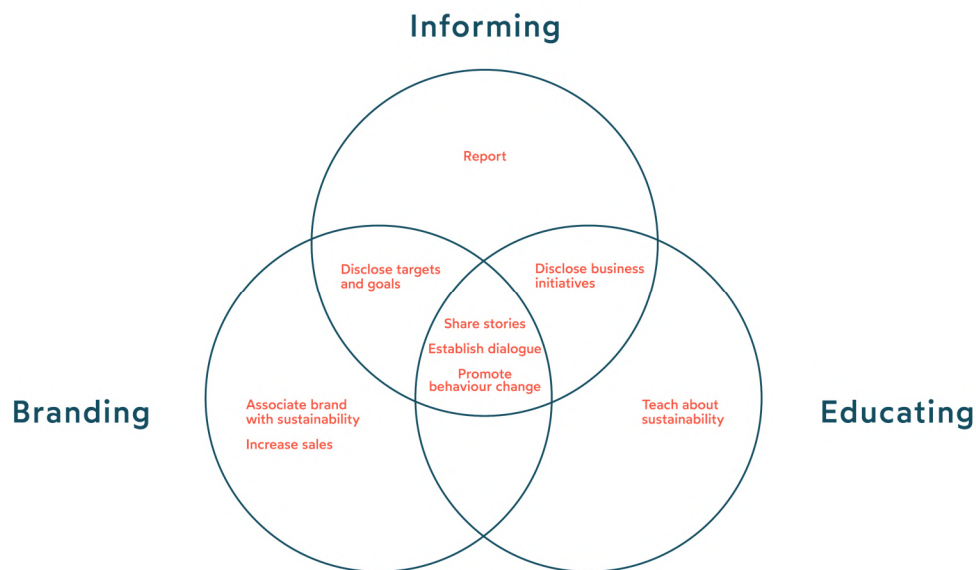 Informing
Report
Disclose targets
and goals
Disclose business
initiatives
Share stories
Establish dialogue
Promote
behaviour change
Branding
Associate brand
with sustainability
Increase sales
Teach about
sustainability
Educating